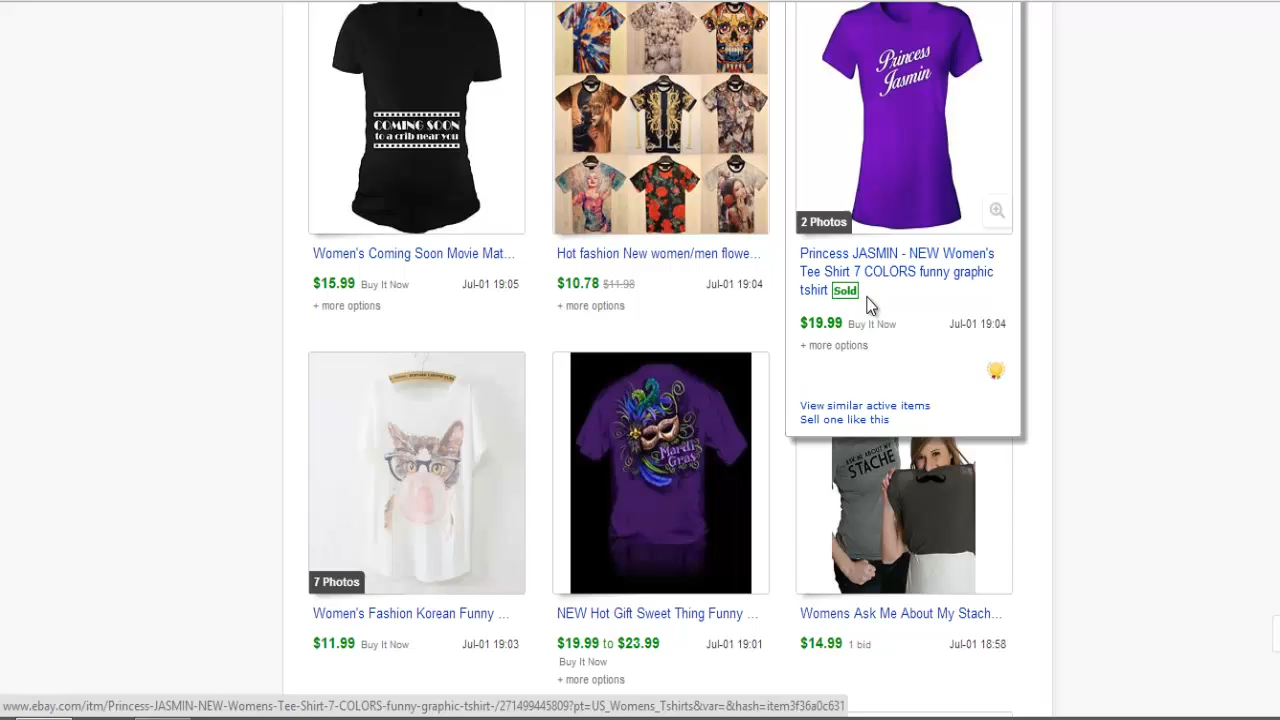 COMING SOON
to a crib near you
Princess
Jasmin
2 Photos
Women's Coming Soon Movie Mat...
$15.99 Buy It Now Jul-01 19:05
+ more options
Hot fashion New women/men flowe...
$10.78 $11.98 Jul-01 19:04
+ more options
Princess JASMIN - NEW Women's
Tee Shirt 7 COLORS funny graphic
tshirt Sold
$19.99 Buy It Now Jul-01 19:04
+ more options
View similar active items
Sell one like this
7 Photos
Mardi
Gras
ASK ME ABOUT MY
STACHE
Women's Fashion Korean Funny ...
$11.99 Buy It Now Jul-01 19:03
NEW Hot Gift Sweet Thing Funny ...
$19.99 to $23.99 Jul-01 19:01
Buy It Now
+ more options
Womens Ask Me About My Stach...
$14.99 1 bid Jul-01 18:58
www.ebay.com/itm/Princess-JASMIN-NEW-Womens-Tee-Shirt-7-COLORS-funny-graphic-tshirt-/271499445809?pt=US_Womens_Tshirts&var=&hash=item3f36a0c631